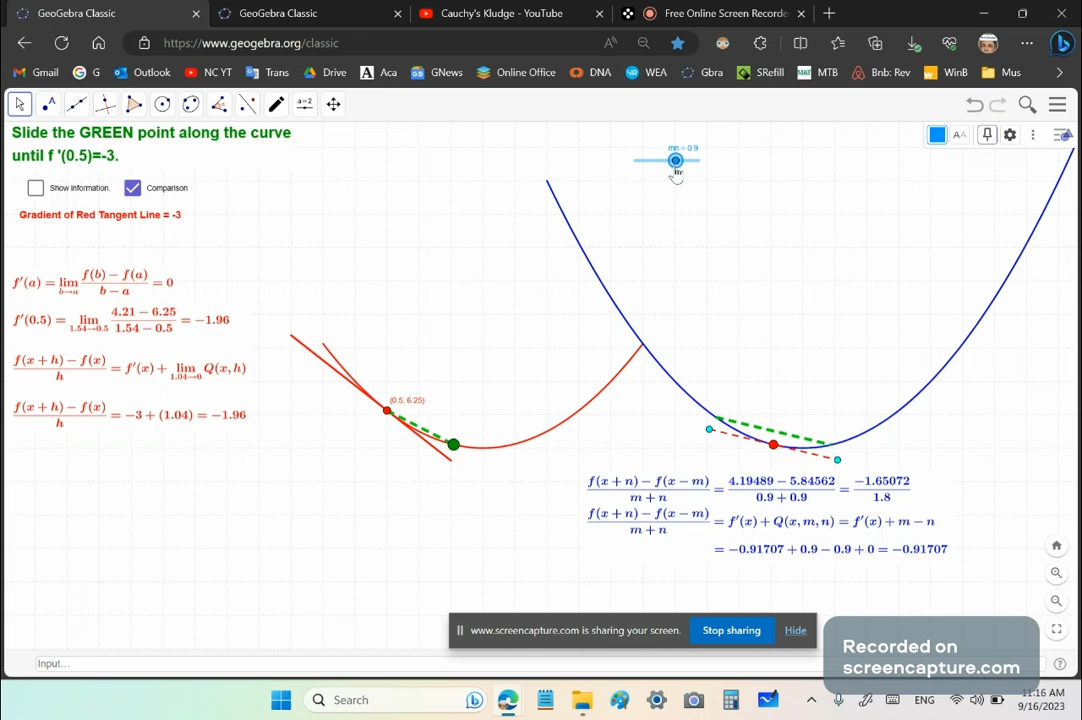 GeoGebra Classic
GeoGebra Classic
Cauchy's Kludge - YouTube
Free Online Screen Recorde
https://www.geogebra.org/classic
Gmail G Outlook NC YT Trans Drive Aca GNews Online Office DNA WEA Gbra SRefill MTB Bnb: Rev WinB Mus
a=2
Slide the GREEN point along the curve
until f '(0.5)=-3.
Show information. Comparison
Gradient of Red Tangent Line = -3
f′(a) = lim b→a f(b) − f(a) / b − a = 0
f′(0.5) = lim 1.54→0.5 4.21 − 6.25 / 1.54 − 0.5 = −1.96
f(x + h) − f(x) / h = f′(x) + lim 1.04→0 Q(x, h)
f(x + h) − f(x) / h = −3 + (1.04) = −1.96
(0.5, 6.25)
mn = 0.9
AA
f(x + n) − f(x − m) / m + n = 4.19489 − 5.84562 / 0.9 + 0.9 = −1.65072 / 1.8
f(x + n) − f(x − m) / m + n = f′(x) + Q(x, m, n) = f′(x) + m − n
= −0.91707 + 0.9 − 0.9 + 0 = −0.91707
www.screencapture.com is sharing your screen. Stop sharing Hide
Recorded on
screencapture.com
Input...
Search
ENG
11:16 AM
9/16/2023